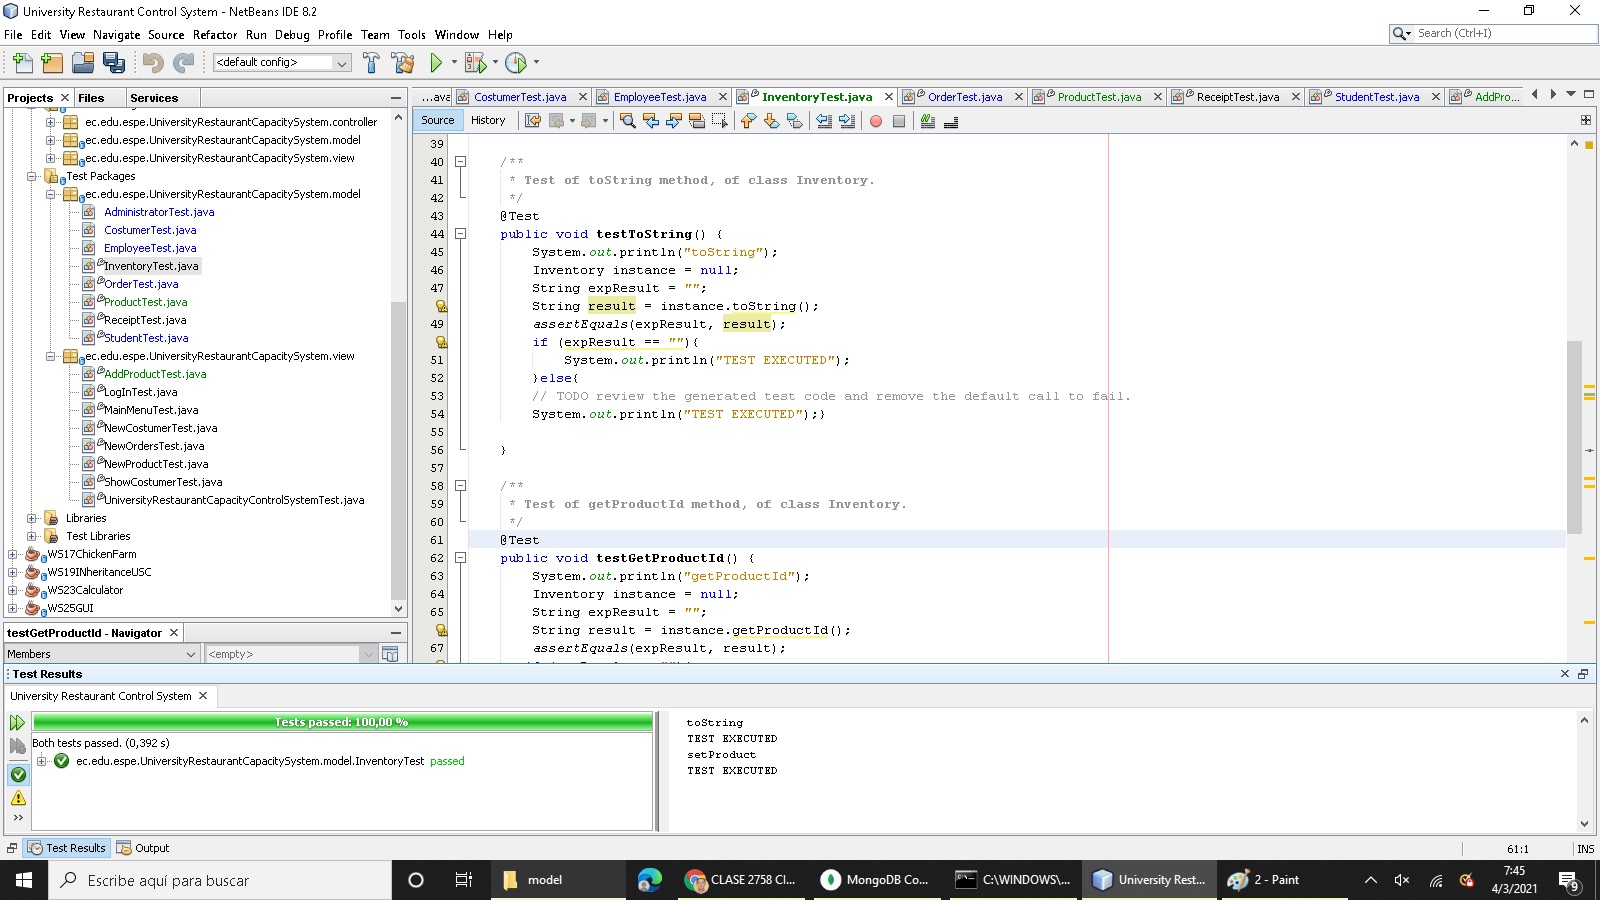 University Restaurant Control System - NetBeans IDE 8.2
File Edit View Navigate Source Refactor Run Debug Profile Team Tools Window Help
Search (Ctrl+I)
<default config>
Projects Files Services
ec.edu.espe.UniversityRestaurantCapacitySystem.controller
ec.edu.espe.UniversityRestaurantCapacitySystem.model
ec.edu.espe.UniversityRestaurantCapacitySystem.view
Test Packages
ec.edu.espe.UniversityRestaurantCapacitySystem.model
AdministratorTest.java
CostumerTest.java
EmployeeTest.java
InventoryTest.java
OrderTest.java
ProductTest.java
ReceiptTest.java
StudentTest.java
ec.edu.espe.UniversityRestaurantCapacitySystem.view
AddProductTest.java
LogInTest.java
MainMenuTest.java
NewCostumerTest.java
NewOrdersTest.java
NewProductTest.java
ShowCostumerTest.java
UniversityRestaurantCapacityControlSystemTest.java
Libraries
Test Libraries
WS17ChickenFarm
WS19INheritanceUSC
WS23Calculator
WS25GUI
testGetProductId - Navigator
Members <empty>
...ava CostumerTest.java EmployeeTest.java InventoryTest.java OrderTest.java ProductTest.java ReceiptTest.java StudentTest.java AddPro...
Source History
39
40 /**
41 * Test of toString method, of class Inventory.
42 */
43 @Test
44 public void testToString() {
45 System.out.println("toString");
46 Inventory instance = null;
47 String expResult = "";
String result = instance.toString();
49 assertEquals(expResult, result);
if (expResult == ""){
51 System.out.println("TEST EXECUTED");
52 }else{
53 // TODO review the generated test code and remove the default call to fail.
54 System.out.println("TEST EXECUTED");}
55
56 }
57
58 /**
59 * Test of getProductId method, of class Inventory.
60 */
61 @Test
62 public void testGetProductId() {
63 System.out.println("getProductId");
64 Inventory instance = null;
65 String expResult = "";
String result = instance.getProductId();
67 assertEquals(expResult, result);
Test Results
University Restaurant Control System
Tests passed: 100,00 %
Both tests passed. (0,392 s)
ec.edu.espe.UniversityRestaurantCapacitySystem.model.InventoryTest passed
toString
TEST EXECUTED
setProduct
TEST EXECUTED
Test Results Output
61:1 INS
Escribe aquí para buscar
model
CLASE 2758 Cl...
MongoDB Co...
C:\WINDOWS\...
University Rest...
2 - Paint
7:45
4/3/2021
9